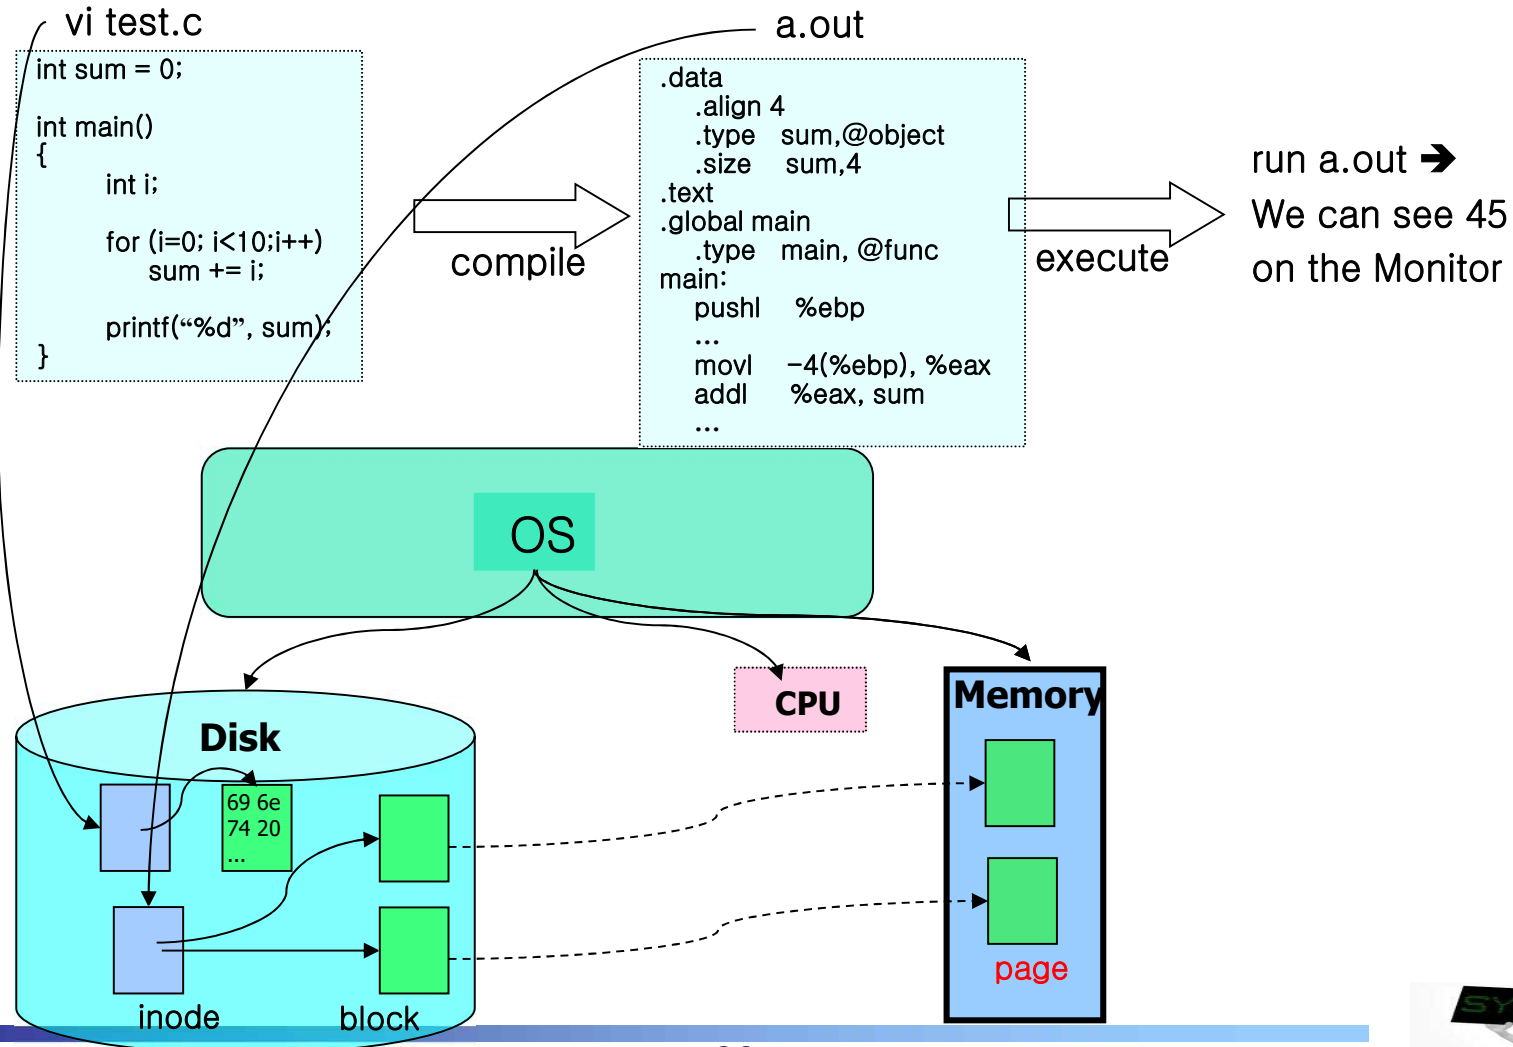 vi test.c
int sum = 0;
int main()
{
int i;
for (i=0; i<10;i++)
sum += i;
printf(“%d”, sum);
}
compile
a.out
.data
.align 4
.type sum,@object
.size sum,4
.text
.global main
.type main, @func
main:
pushl %ebp
...
movl -4(%ebp), %eax
addl %eax, sum
...
execute
run a.out ➔
We can see 45
on the Monitor
OS
Disk
69 6e
74 20
...
inode
block
CPU
Memory
page